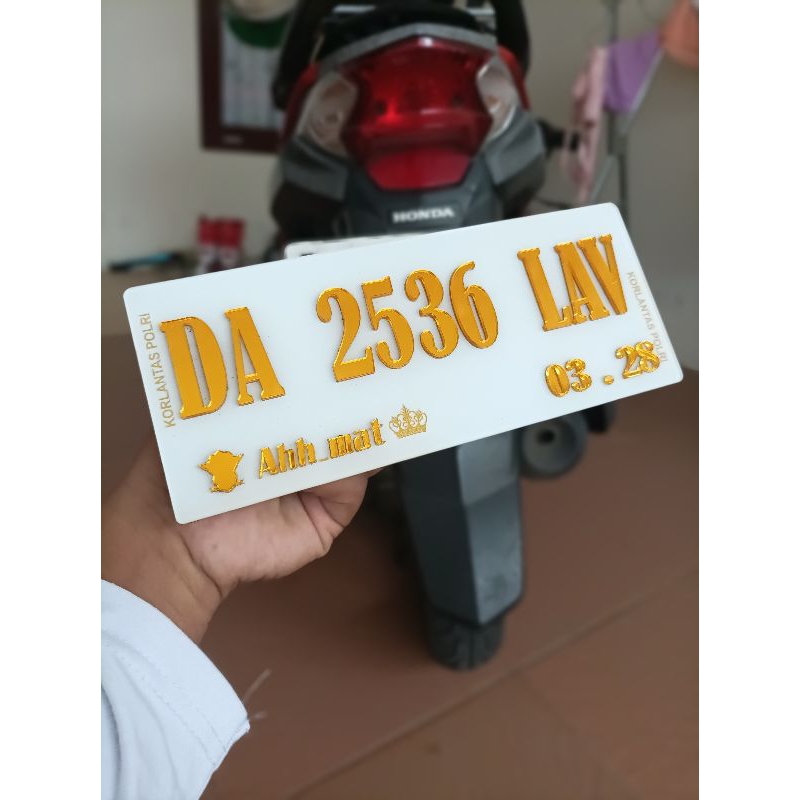 HONDA
DA 2536 LAV
03 . 28
KORLANTAS POLRI
KORLANTAS POLRI
Ahh_mat